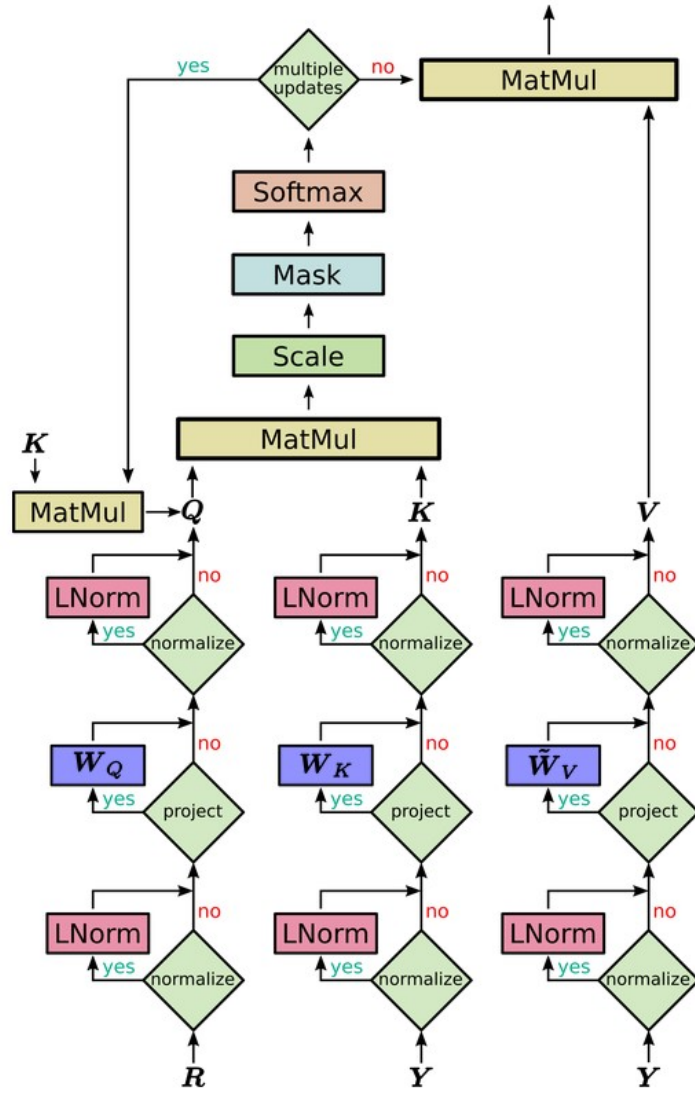 yes
multiple
updates
no
MatMul
Softmax
Mask
Scale
MatMul
K
MatMul
Q
K
V
no
no
no
LNorm
LNorm
LNorm
yes
normalize
yes
normalize
yes
normalize
W_Q
no
W_K
no
W̃_V
no
yes
project
yes
project
yes
project
no
no
no
LNorm
LNorm
LNorm
yes
normalize
yes
normalize
yes
normalize
R
Y
Y